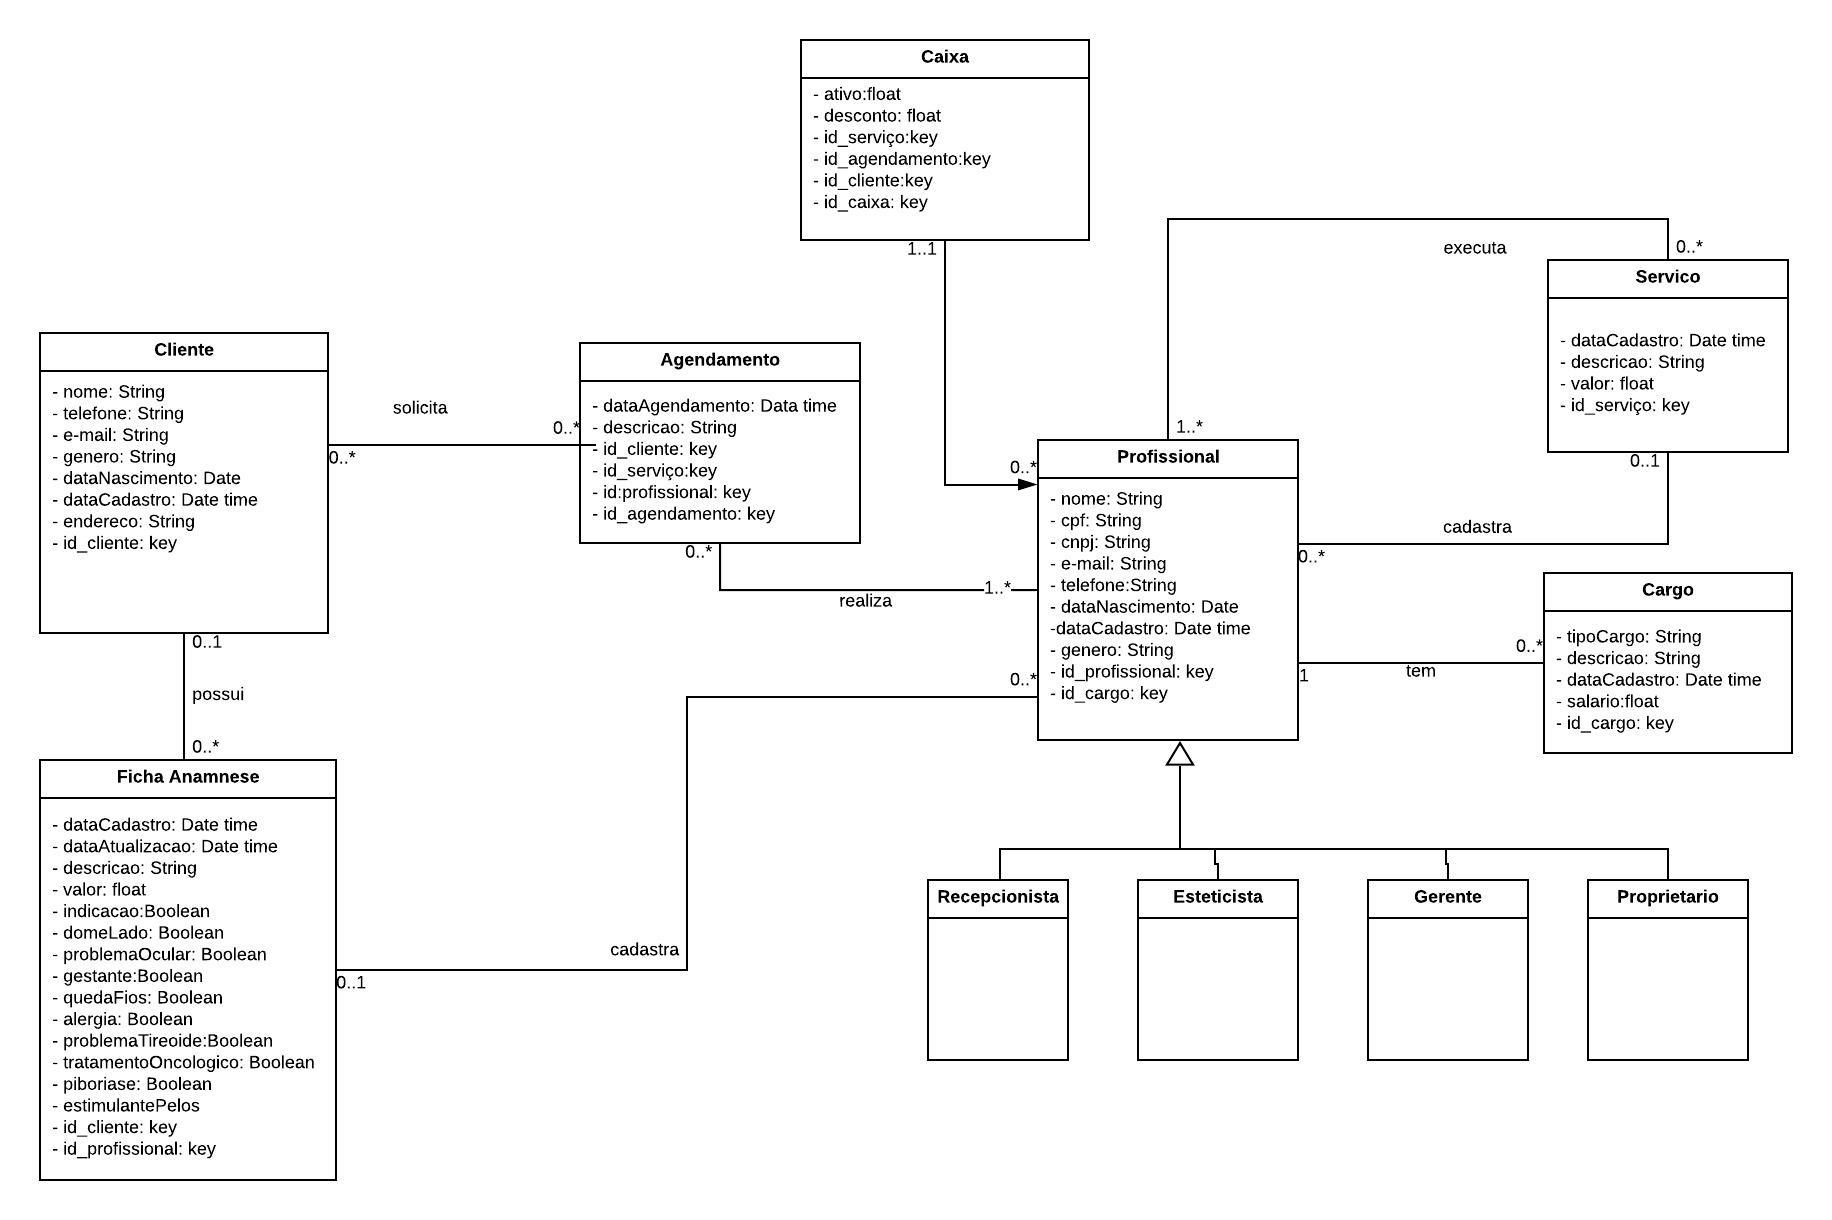 Caixa
- ativo:float
- desconto: float
- id_serviço:key
- id_agendamento:key
- id_cliente:key
- id_caixa: key
1..1
executa
0..*
Servico
- dataCadastro: Date time
- descricao: String
- valor: float
- id_serviço: key
0..1
Cliente
- nome: String
- telefone: String
- e-mail: String
- genero: String
- dataNascimento: Date
- dataCadastro: Date time
- endereco: String
- id_cliente: key
solicita
0..*
0..*
Agendamento
- dataAgendamento: Data time
- descricao: String
- id_cliente: key
- id_serviço:key
- id:profissional: key
- id_agendamento: key
0..*
realiza
1..*
1..*
0..*
Profissional
- nome: String
- cpf: String
- cnpj: String
- e-mail: String
- telefone:String
- dataNascimento: Date
-dataCadastro: Date time
- genero: String
- id_profissional: key
- id_cargo: key
cadastra
0..*
1
tem
0..*
Cargo
- tipoCargo: String
- descricao: String
- dataCadastro: Date time
- salario:float
- id_cargo: key
0..1
possui
0..*
0..*
Ficha Anamnese
- dataCadastro: Date time
- dataAtualizacao: Date time
- descricao: String
- valor: float
- indicacao:Boolean
- domeLado: Boolean
- problemaOcular: Boolean
- gestante:Boolean
- quedaFios: Boolean
- alergia: Boolean
- problemaTireoide:Boolean
- tratamentoOncologico: Boolean
- piboriase: Boolean
- estimulantePelos
- id_cliente: key
- id_profissional: key
cadastra
0..1
Recepcionista
Esteticista
Gerente
Proprietario